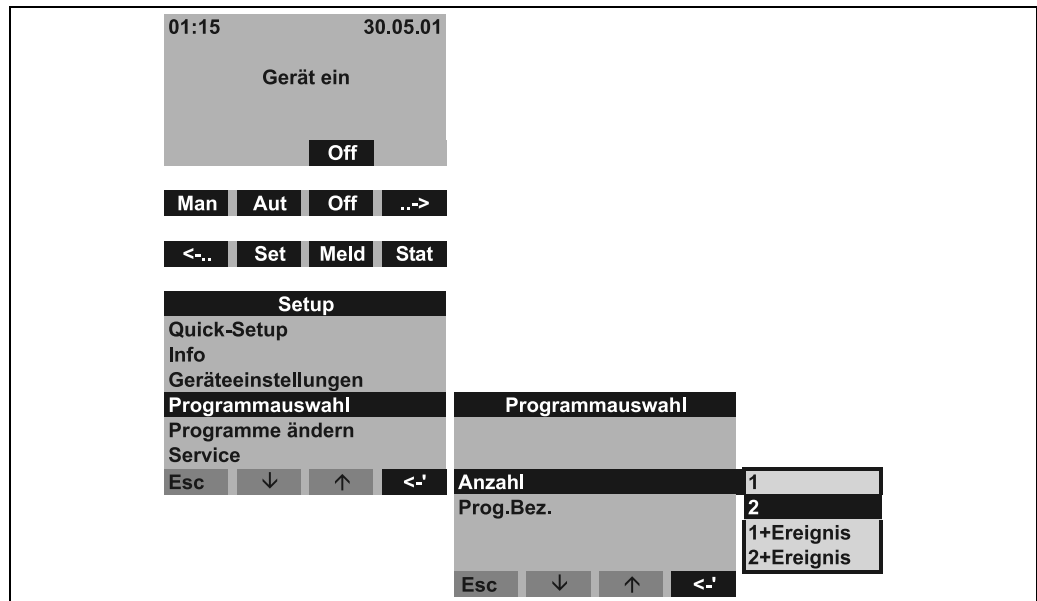 01:15 30.05.01
Gerät ein
Off
Man Aut Off ..->
<-.. Set Meld Stat
Setup
Quick-Setup
Info
Geräteeinstellungen
Programmauswahl
Programme ändern
Service
Esc ↓ ↑ <-'
Programmauswahl
Anzahl
Prog.Bez.
Esc ↓ ↑ <-'
1
2
1+Ereignis
2+Ereignis